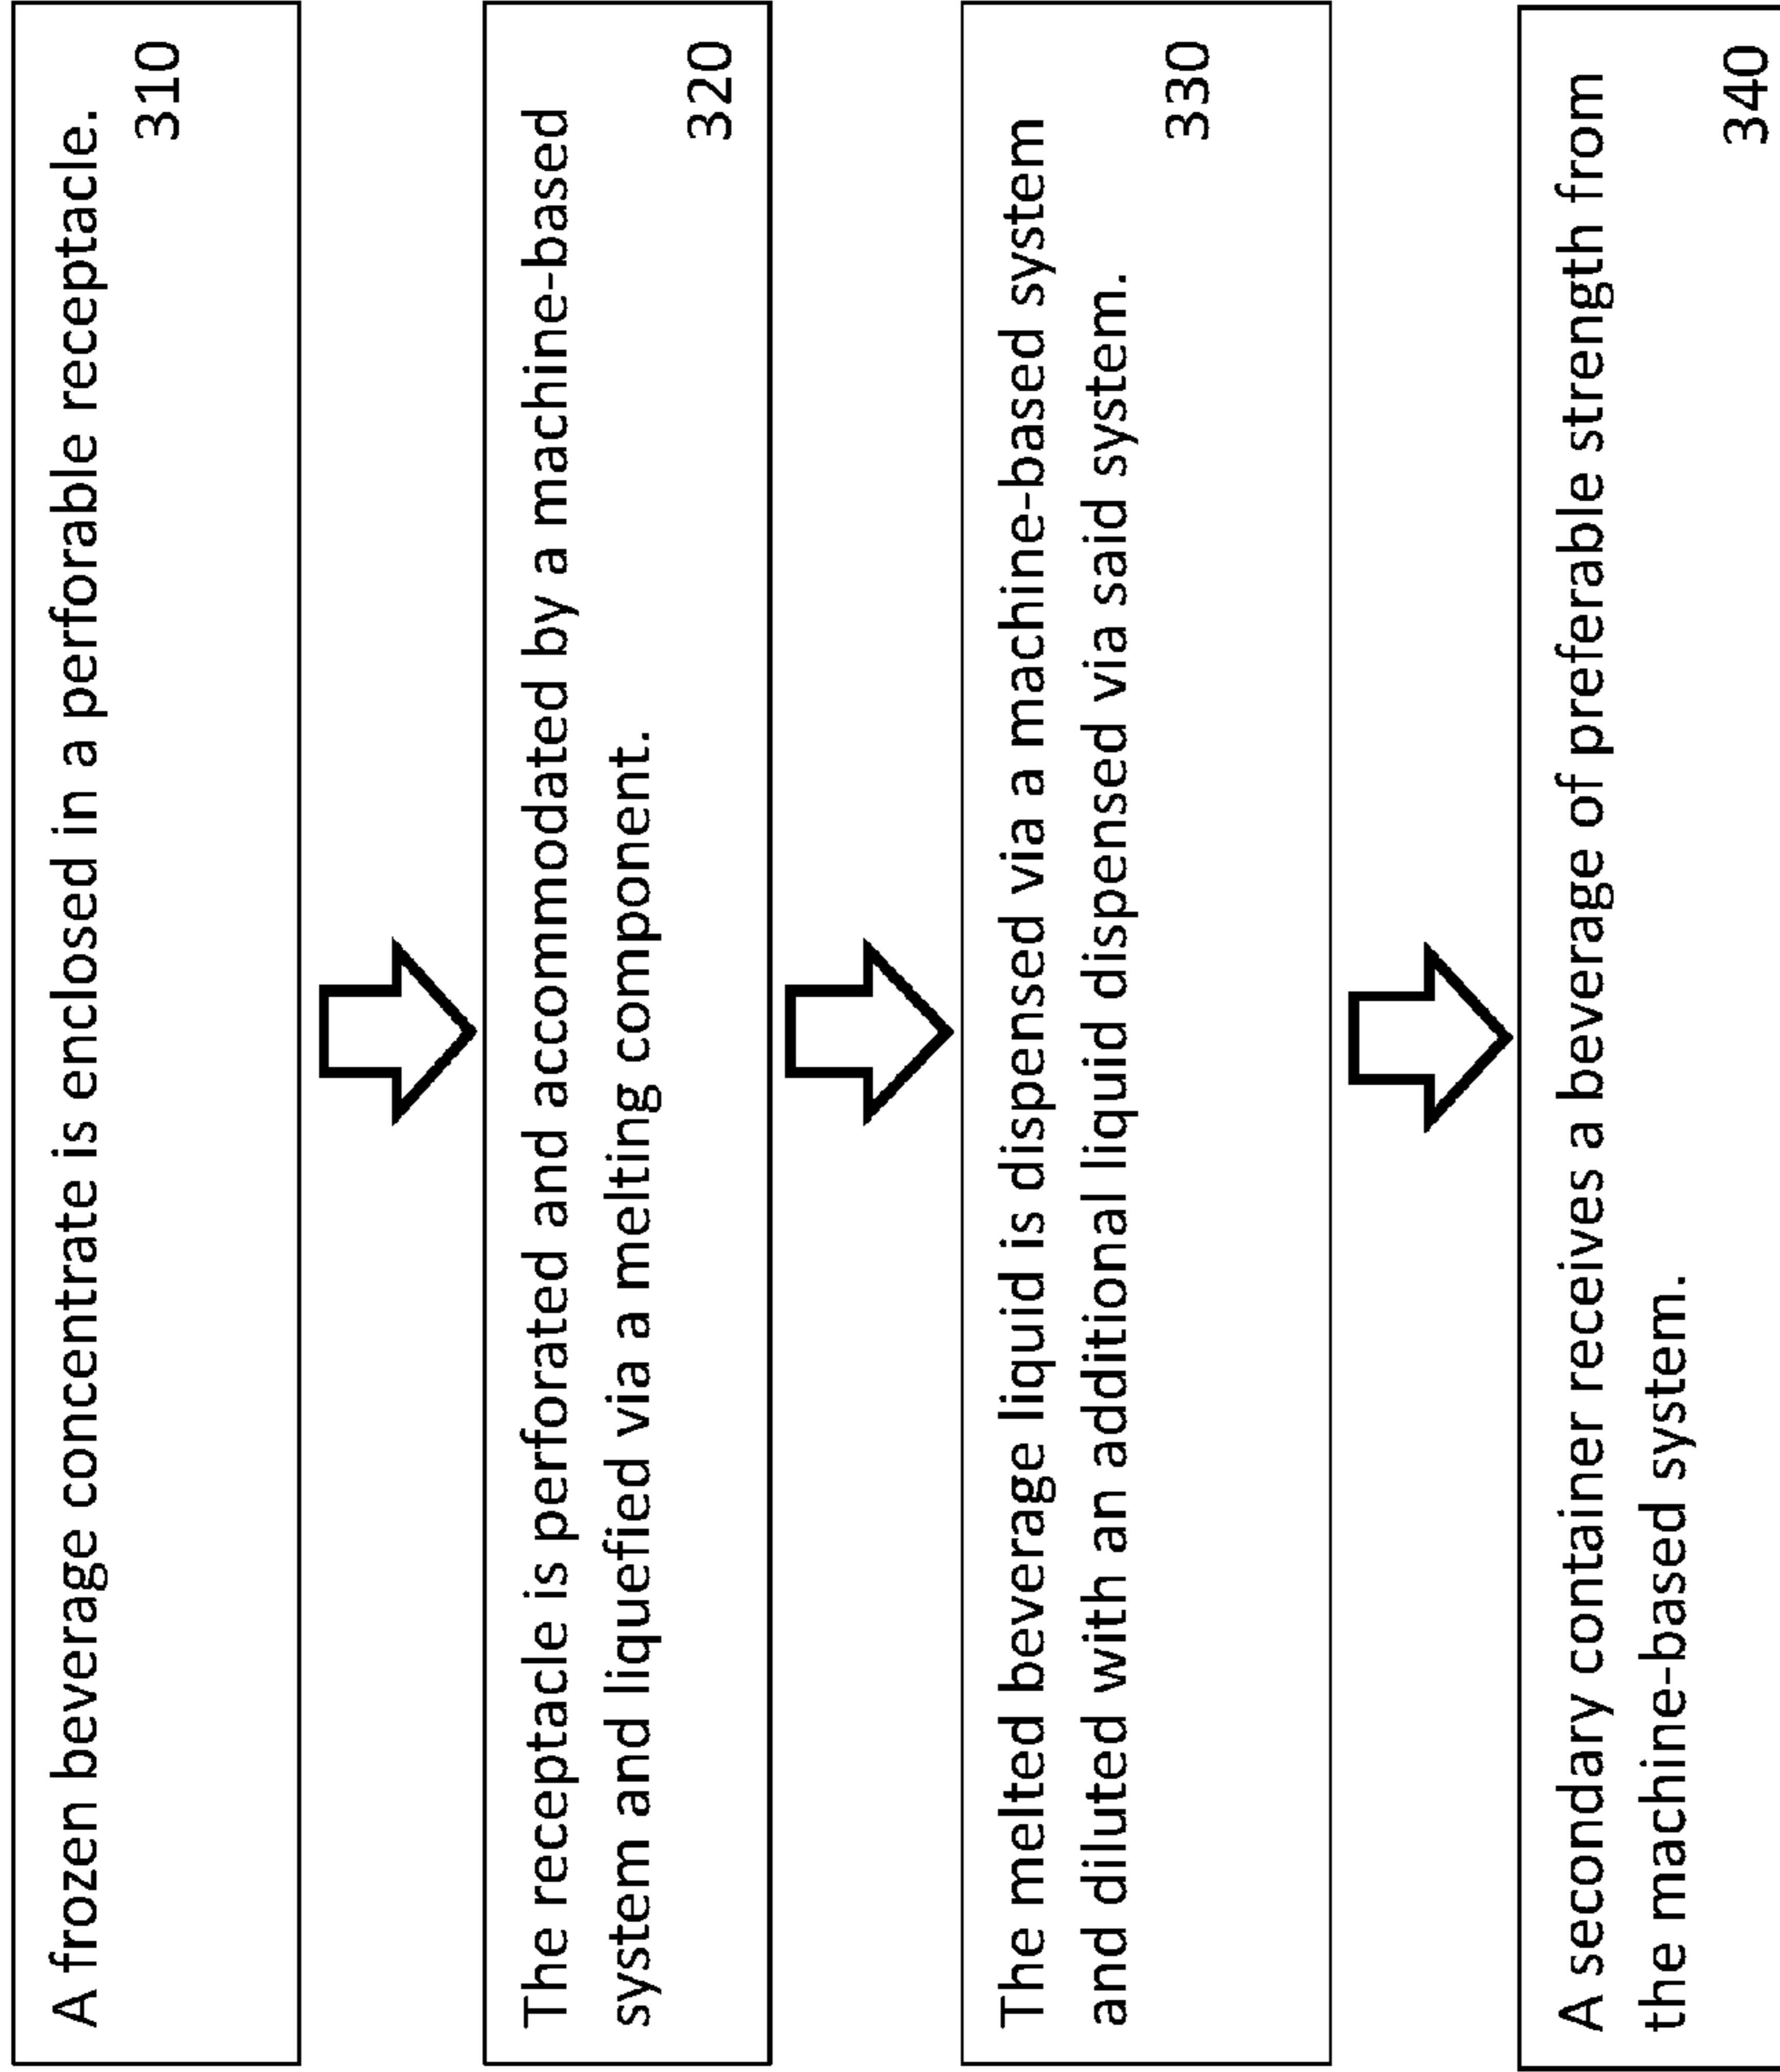 A frozen beverage concentrate is enclosed in a perforable receptacle.
310
The receptacle is perforated and accommodated by a machine-based
system and liquefied via a melting component.
320
The melted beverage liquid is dispensed via a machine-based system
and diluted with an additional liquid dispensed via said system.
330
A secondary container receives a beverage of preferable strength from
the machine-based system.
340